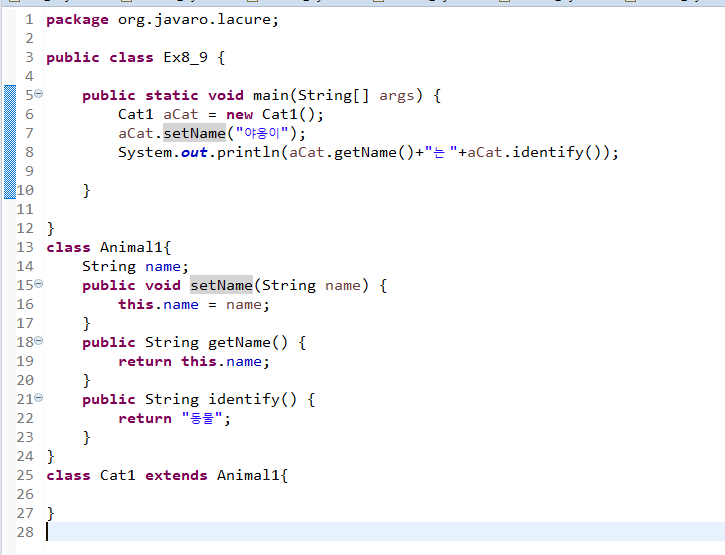 1 package org.javaro.lacure;
2
3 public class Ex8_9 {
4
5 public static void main(String[] args) {
6 Cat1 aCat = new Cat1();
7 aCat.setName("야옹이");
8 System.out.println(aCat.getName()+"는 "+aCat.identify());
9
10 }
11
12 }
13 class Animal1{
14 String name;
15 public void setName(String name) {
16 this.name = name;
17 }
18 public String getName() {
19 return this.name;
20 }
21 public String identify() {
22 return "동물";
23 }
24 }
25 class Cat1 extends Animal1{
26
27 }
28